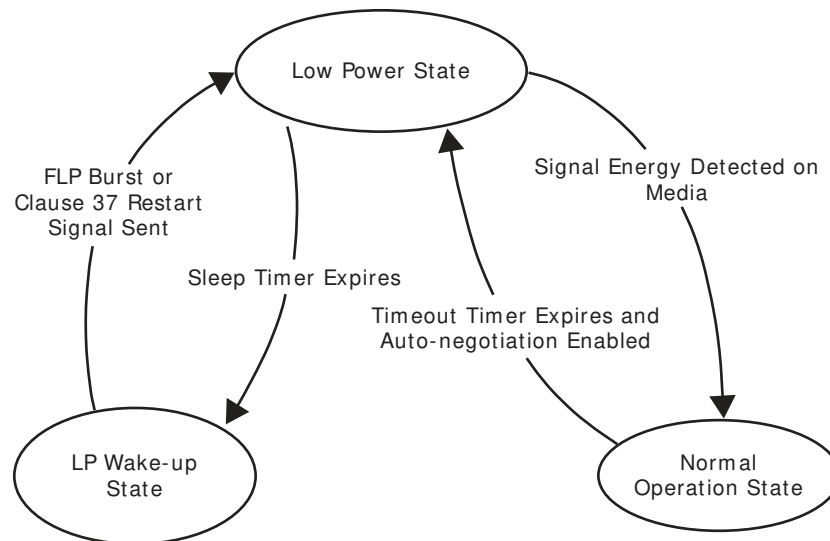 Low Power State
FLP Burst or
Clause 37 Restart
Signal Sent
Signal Energy Detected on
Media
Sleep Timer Expires
Timeout Timer Expires and
Auto-negotiation Enabled
LP Wake-up
State
Normal
Operation State